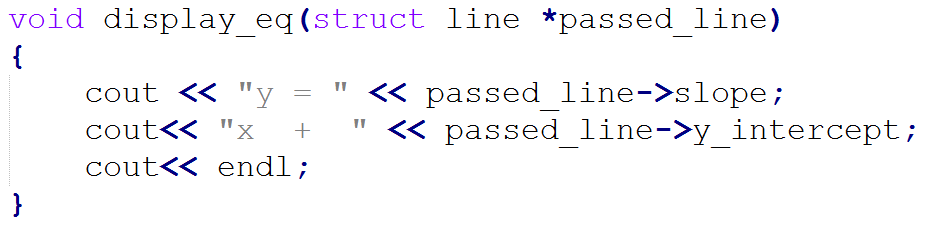 void display_eq(struct line *passed_line)
{
    cout << "y = " << passed_line->slope;
    cout<< "x  +  " << passed_line->y_intercept;
    cout<< endl;
}